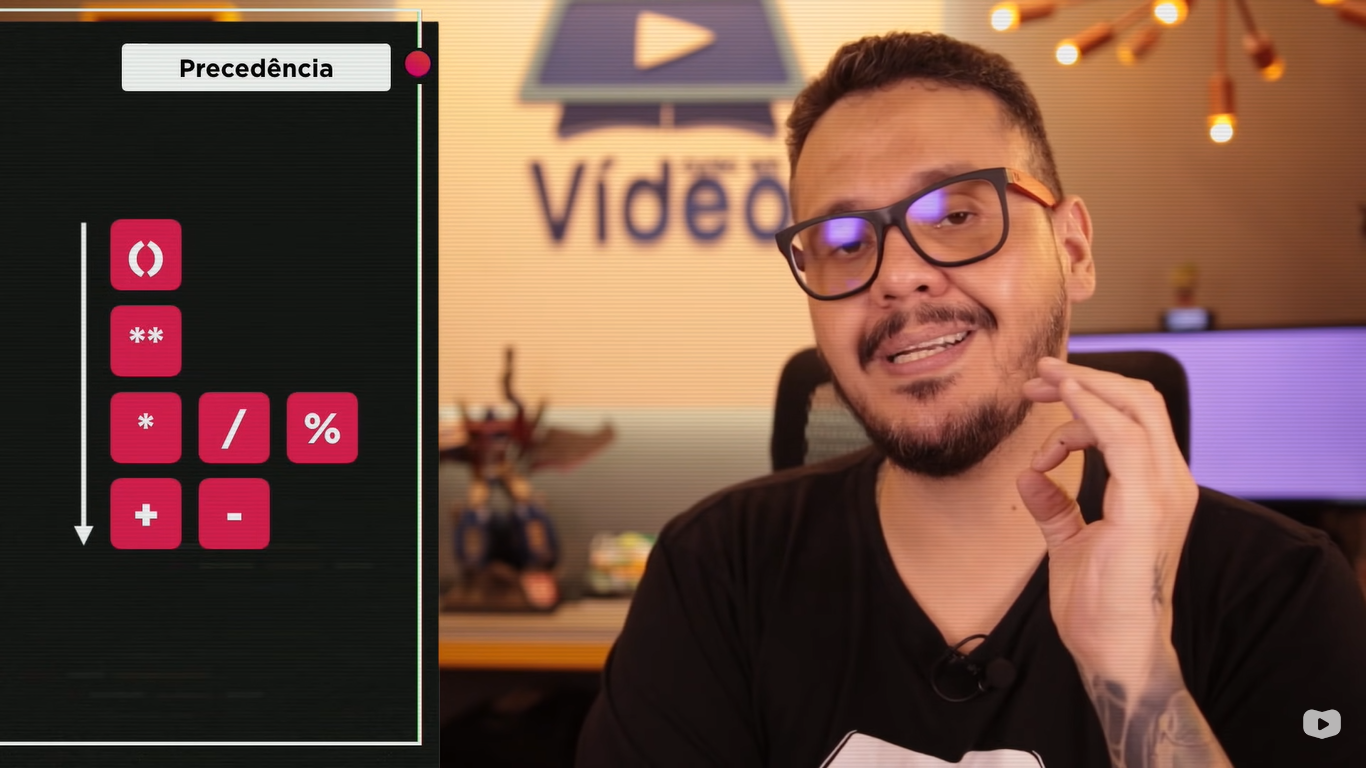 Precedência
()
**
* / %
+ -
Vídeo